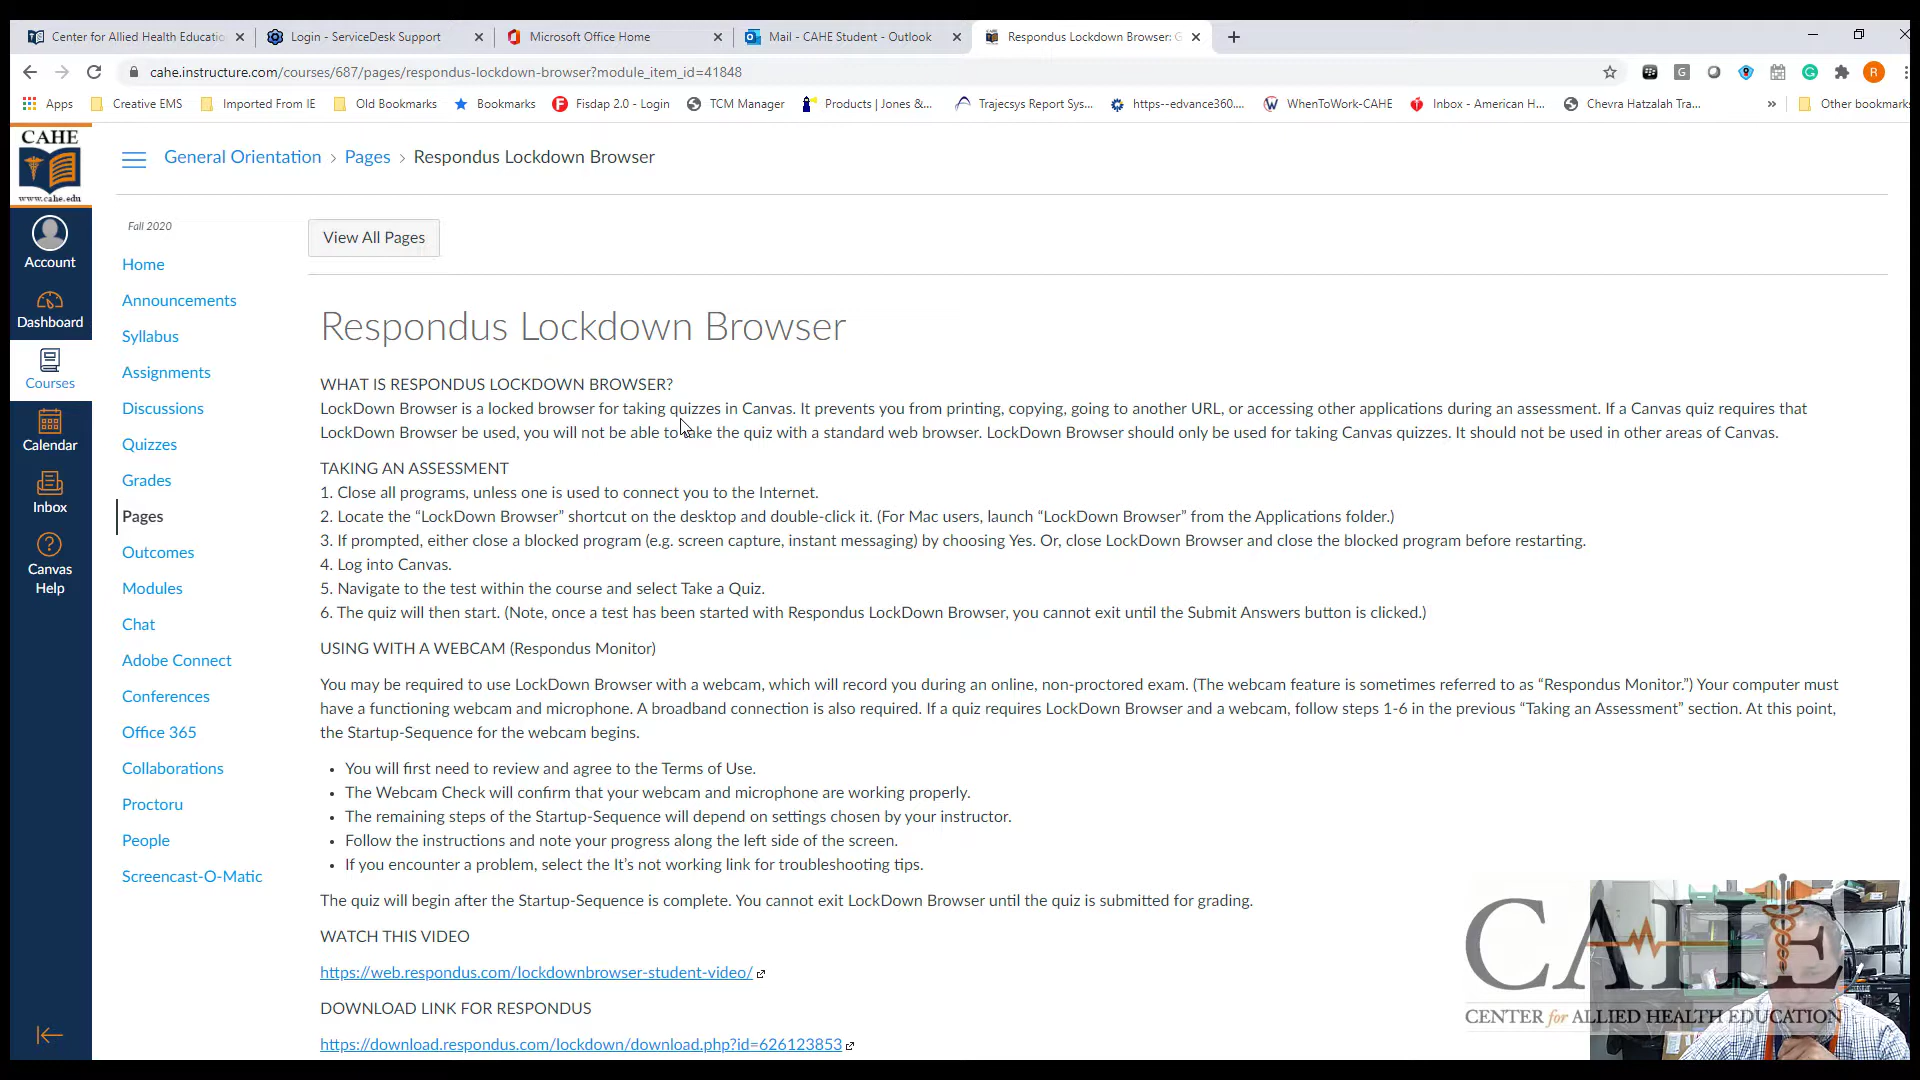 Center for Allied Health Educatio
Login - ServiceDesk Support
Microsoft Office Home
Mail - CAHE Student - Outlook
Respondus Lockdown Browser: G
cahe.instructure.com/courses/687/pages/respondus-lockdown-browser?module_item_id=41848
R
Apps
Creative EMS
Imported From IE
Old Bookmarks
Bookmarks
Fisdap 2.0 - Login
TCM Manager
Products | Jones &...
Trajecsys Report Sys...
https--edvance360....
WhenToWork-CAHE
Inbox - American H...
Chevra Hatzalah Tra...
»
Other bookmarks
CAHE
www.cahe.edu
General Orientation › Pages › Respondus Lockdown Browser
Account
Dashboard
Courses
Calendar
Inbox
Canvas
Help
Fall 2020
Home
Announcements
Syllabus
Assignments
Discussions
Quizzes
Grades
Pages
Outcomes
Modules
Chat
Adobe Connect
Conferences
Office 365
Collaborations
Proctoru
People
Screencast-O-Matic
View All Pages
Respondus Lockdown Browser
WHAT IS RESPONDUS LOCKDOWN BROWSER?
LockDown Browser is a locked browser for taking quizzes in Canvas. It prevents you from printing, copying, going to another URL, or accessing other applications during an assessment. If a Canvas quiz requires that
LockDown Browser be used, you will not be able to take the quiz with a standard web browser. LockDown Browser should only be used for taking Canvas quizzes. It should not be used in other areas of Canvas.
TAKING AN ASSESSMENT
1. Close all programs, unless one is used to connect you to the Internet.
2. Locate the “LockDown Browser” shortcut on the desktop and double-click it. (For Mac users, launch “LockDown Browser” from the Applications folder.)
3. If prompted, either close a blocked program (e.g. screen capture, instant messaging) by choosing Yes. Or, close LockDown Browser and close the blocked program before restarting.
4. Log into Canvas.
5. Navigate to the test within the course and select Take a Quiz.
6. The quiz will then start. (Note, once a test has been started with Respondus LockDown Browser, you cannot exit until the Submit Answers button is clicked.)
USING WITH A WEBCAM (Respondus Monitor)
You may be required to use LockDown Browser with a webcam, which will record you during an online, non-proctored exam. (The webcam feature is sometimes referred to as “Respondus Monitor.”) Your computer must
have a functioning webcam and microphone. A broadband connection is also required. If a quiz requires LockDown Browser and a webcam, follow steps 1-6 in the previous “Taking an Assessment” section. At this point,
the Startup-Sequence for the webcam begins.
• You will first need to review and agree to the Terms of Use.
• The Webcam Check will confirm that your webcam and microphone are working properly.
• The remaining steps of the Startup-Sequence will depend on settings chosen by your instructor.
• Follow the instructions and note your progress along the left side of the screen.
• If you encounter a problem, select the It’s not working link for troubleshooting tips.
The quiz will begin after the Startup-Sequence is complete. You cannot exit LockDown Browser until the quiz is submitted for grading.
WATCH THIS VIDEO
https://web.respondus.com/lockdownbrowser-student-video/
DOWNLOAD LINK FOR RESPONDUS
https://download.respondus.com/lockdown/download.php?id=626123853
CAHE
CENTER for ALLIED HEALTH EDUCATION